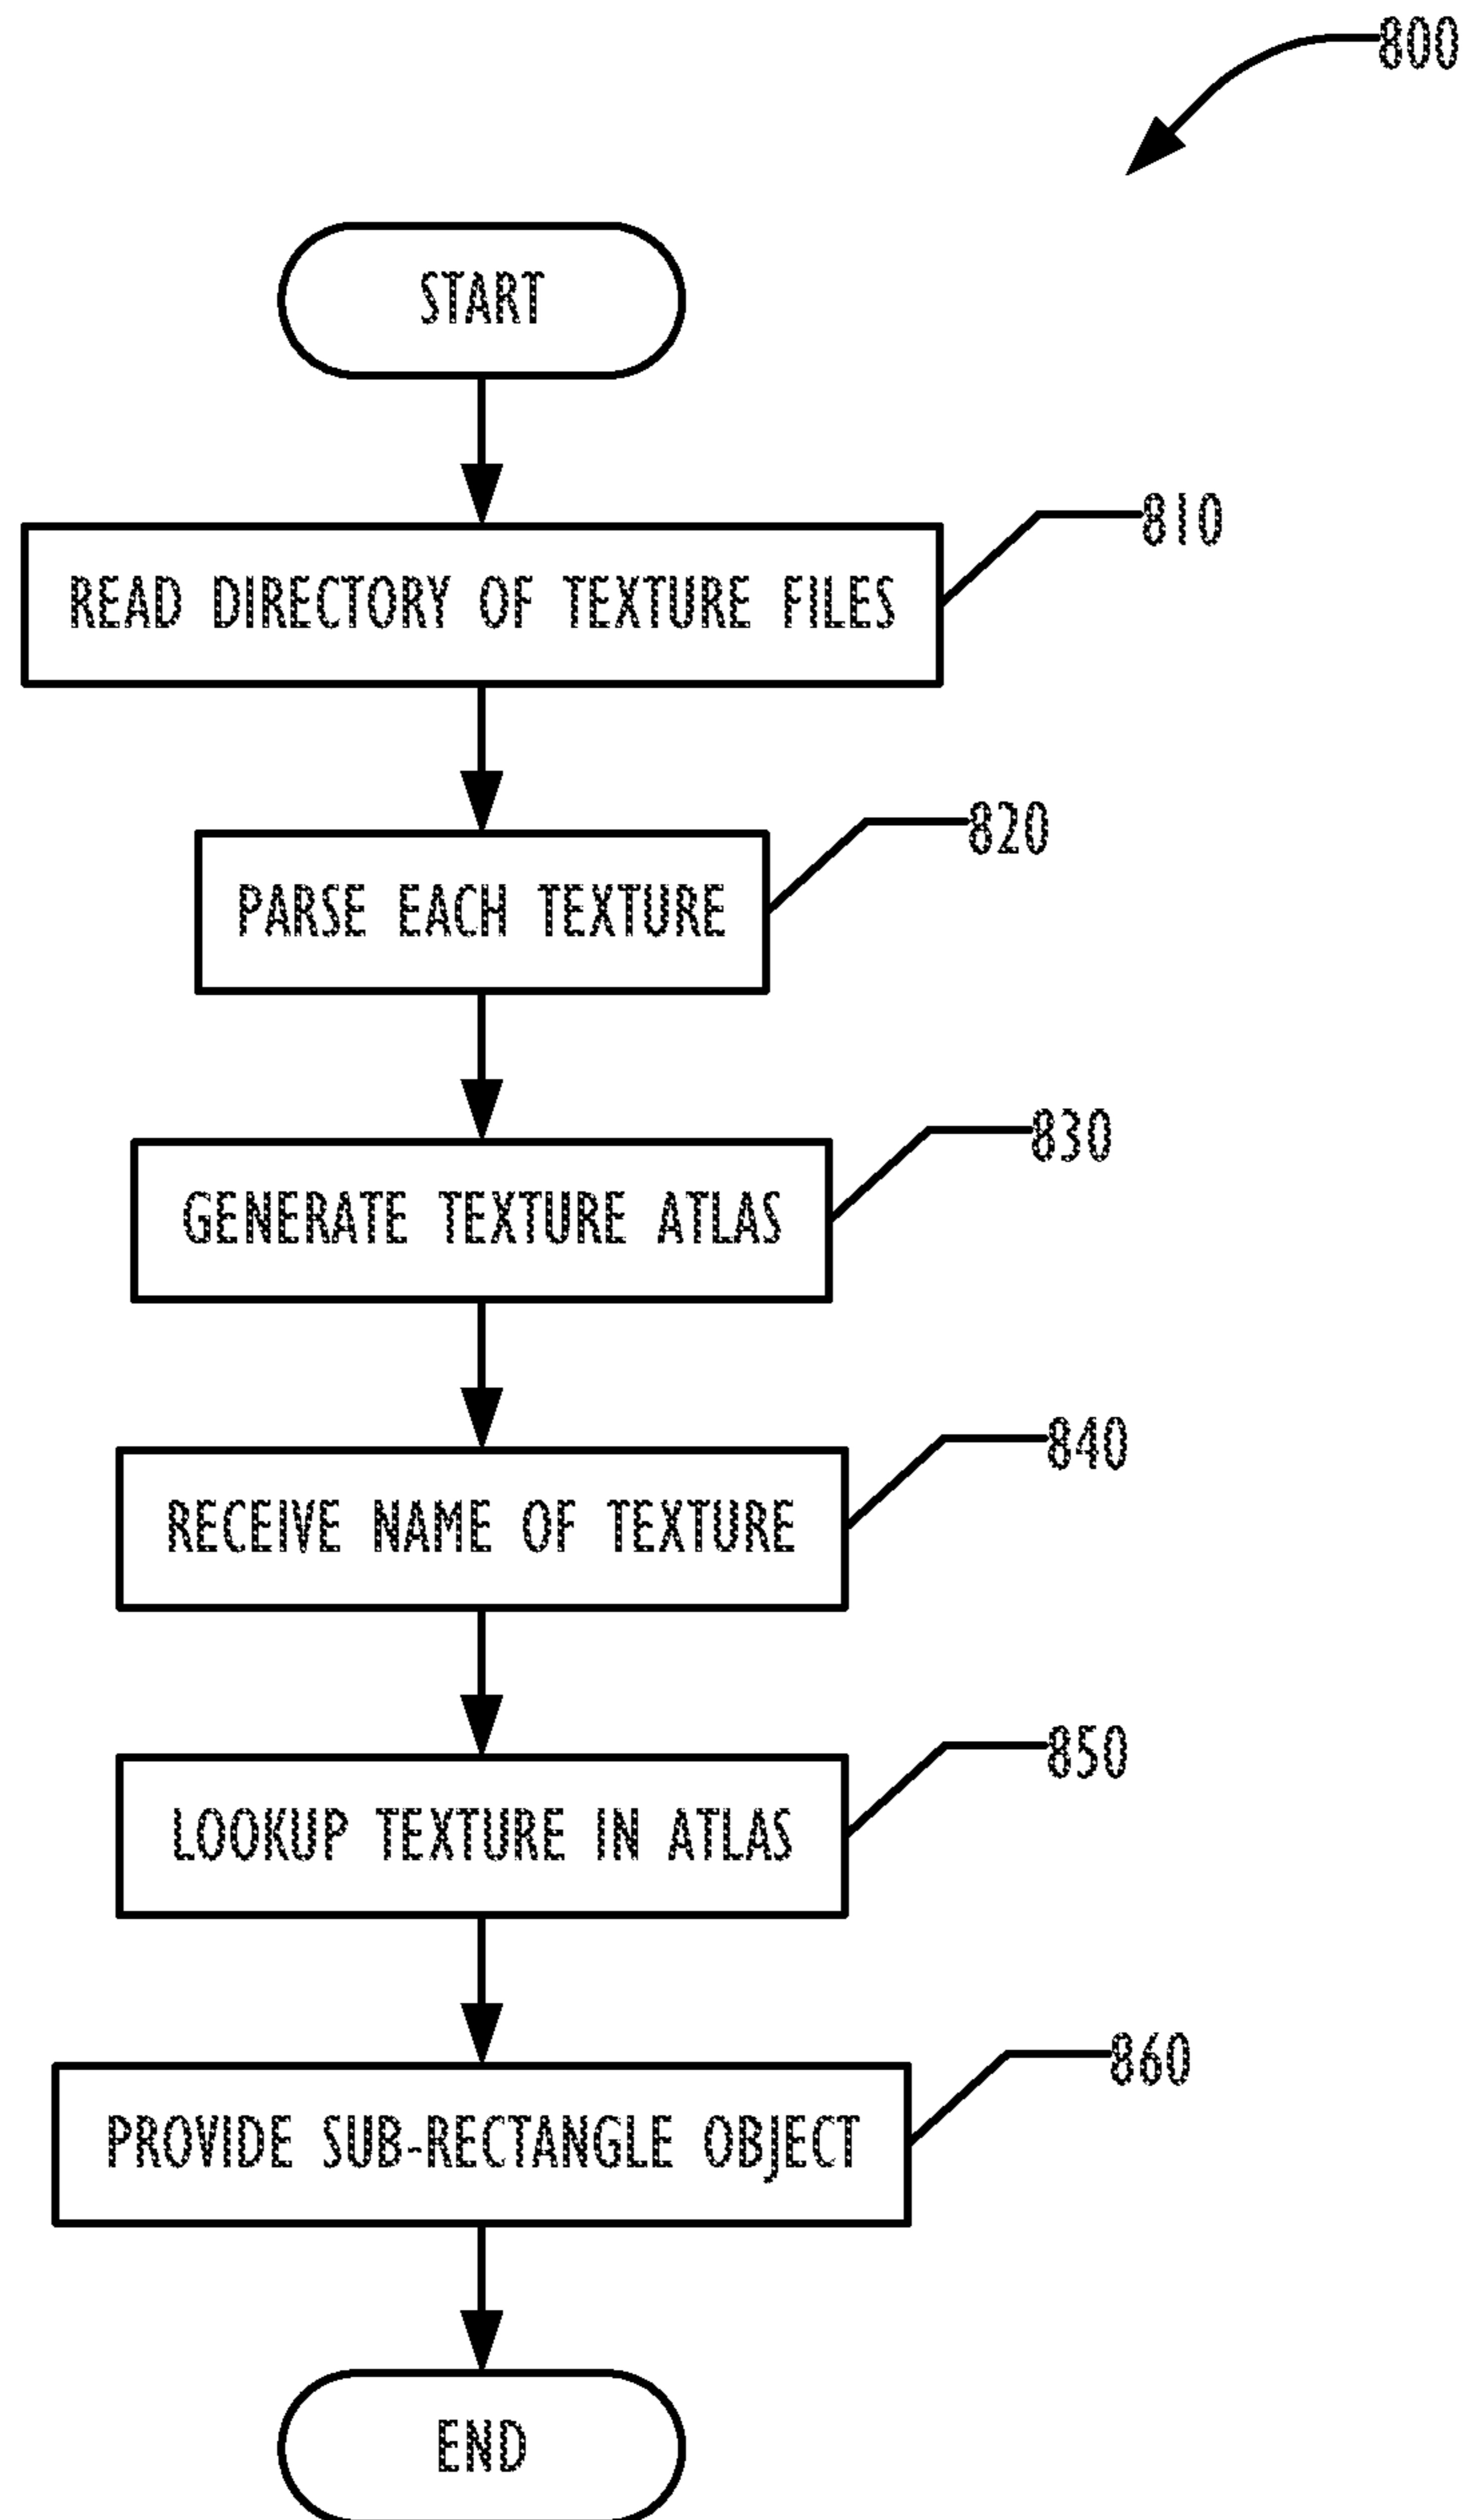 800
START
810
READ DIRECTORY OF TEXTURE FILES
820
PARSE EACH TEXTURE
830
GENERATE TEXTURE ATLAS
840
RECEIVE NAME OF TEXTURE
850
LOOKUP TEXTURE IN ATLAS
860
PROVIDE SUB-RECTANGLE OBJECT
END